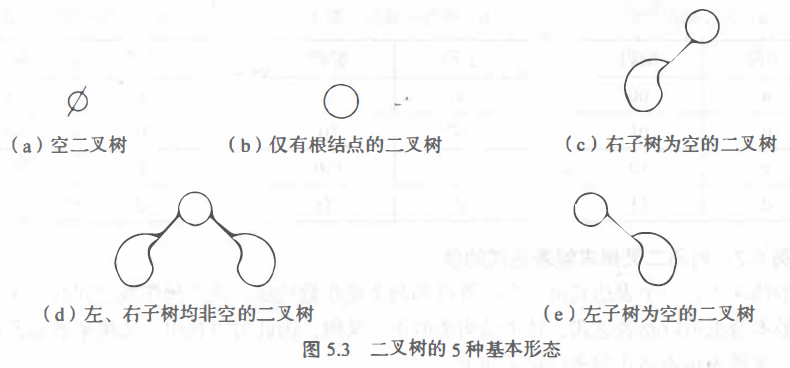 (a)空二叉树
(b)仅有根结点的二叉树
(c)右子树为空的二叉树
(d)左、右子树均非空的二叉树
(e)左子树为空的二叉树
图 5.3 二叉树的5种基本形态